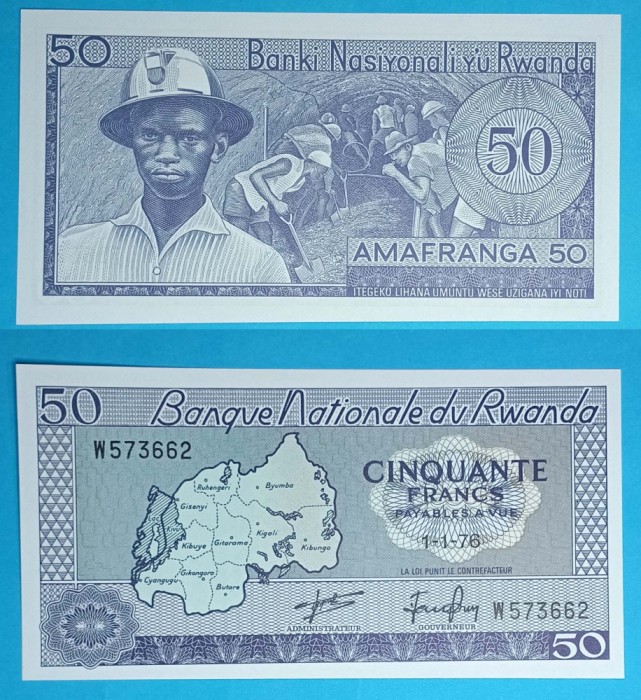 50 Banki Nasiyonali y'u Rwanda
50
AMAFRANGA 50
ITEGEKO LIHANA UMUNTU WESE UZIGANA IYI NOTI
50 Banque Nationale du Rwanda
W573662
CINQUANTE
FRANCS
PAYABLES A VUE
1-1-76
Ruhengeri
Byumba
Gisenyi
Lac
Kivu
Kibuye
Gitarama
Kigali
Kibungo
Gikongoro
Cyangugu
Butare
LA LOI PUNIT LE CONTREFACTEUR
ADMINISTRATEUR
GOUVERNEUR
W573662
50